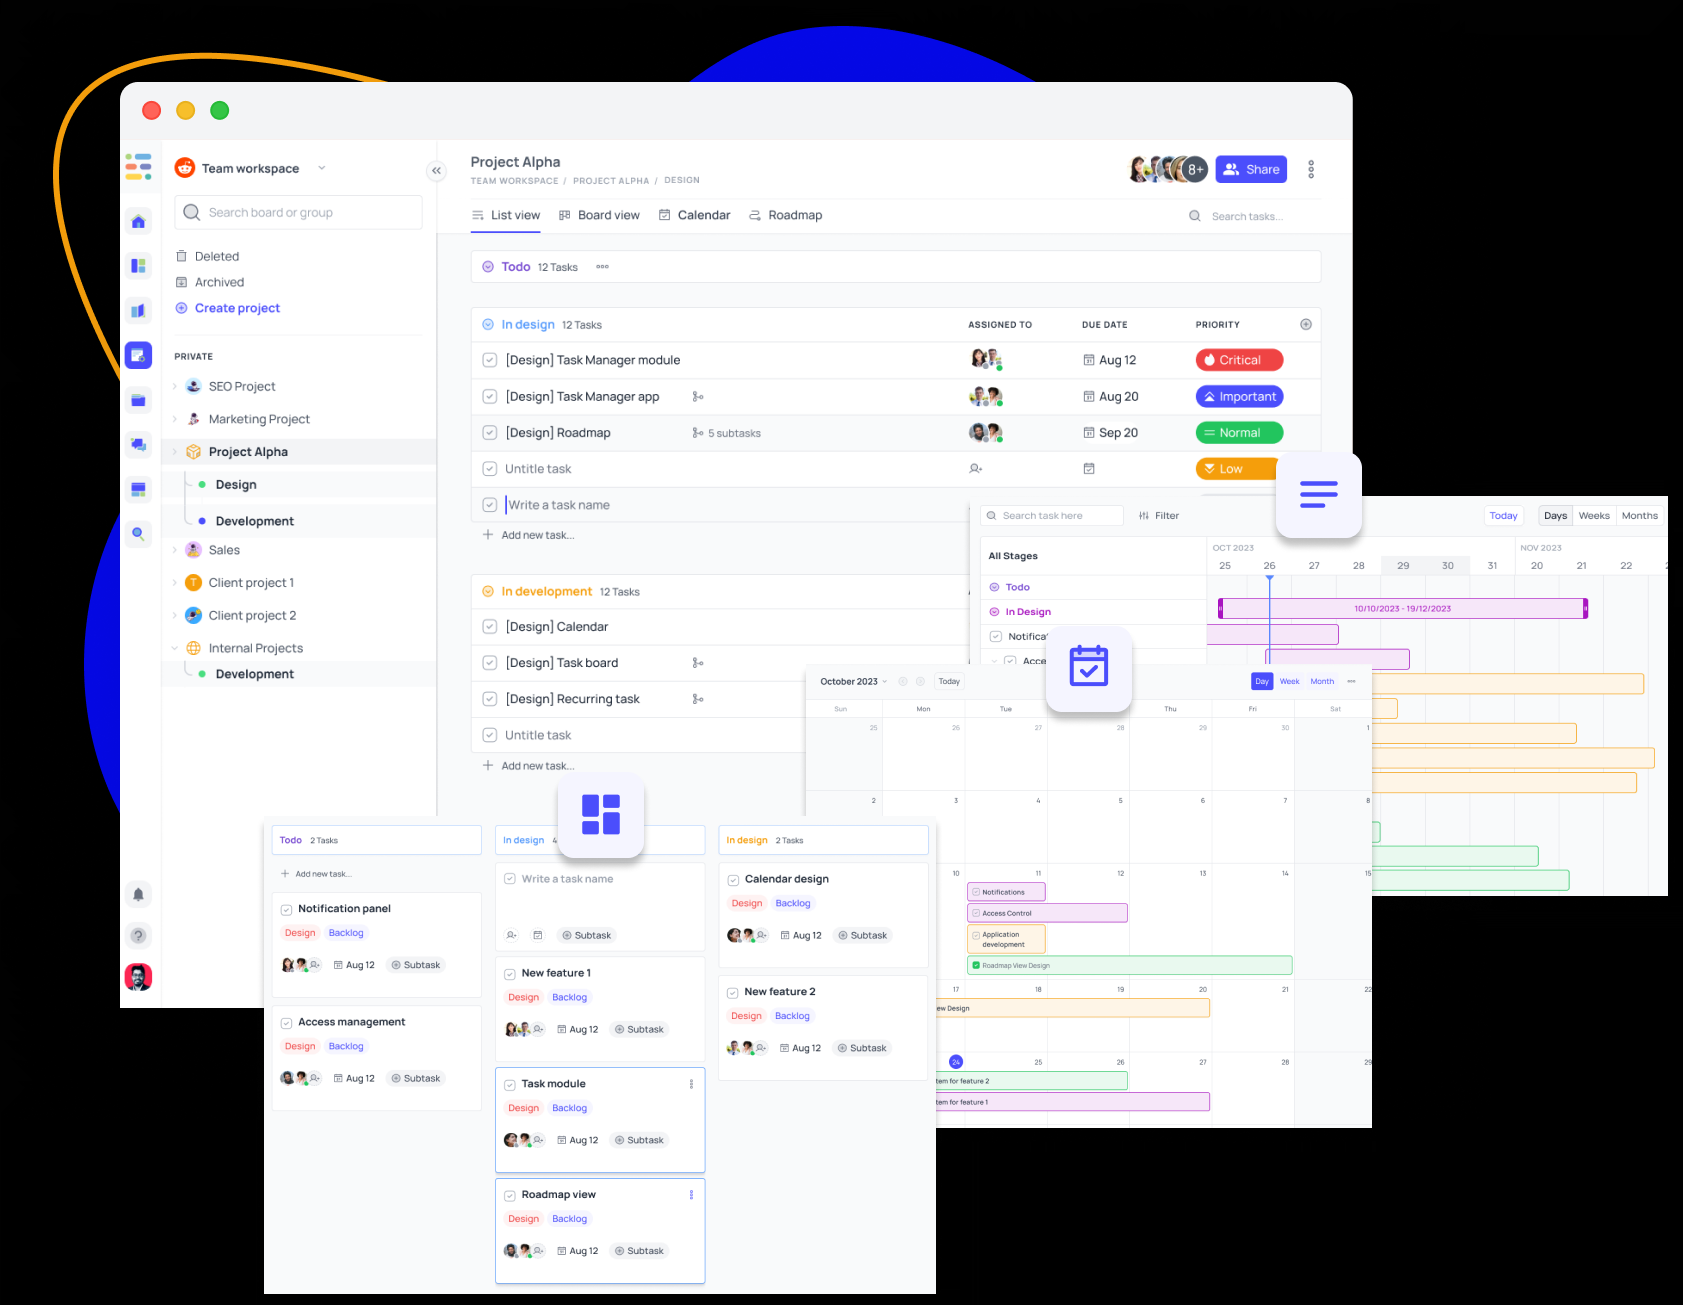 Team workspace
Search board or group
Deleted
Archived
Create project
PRIVATE
SEO Project
Marketing Project
Project Alpha
Design
Development
Sales
T
Client project 1
Client project 2
Internal Projects
Development
?
Project Alpha
TEAM WORKSPACE / PROJECT ALPHA / DESIGN
8+
Share
List view
Board view
Calendar
Roadmap
Search tasks...
Todo 12 Tasks
In design 12 Tasks ASSIGNED TO DUE DATE PRIORITY
[Design] Task Manager module Aug 12 Critical
[Design] Task Manager app Aug 20 Important
[Design] Roadmap 5 subtasks Sep 20 Normal
Untitle task Low
Write a task name
Add new task...
In development 12 Tasks
[Design] Calendar
[Design] Task board
[Design] Recurring task
Untitle task
Add new task...
Search task here
Filter
Today
Days Weeks Months
All Stages
OCT 2023 NOV 2023
25 26 27 28 29 30 31 20 21 22
Todo
In Design
10/10/2023 - 19/12/2023
October 2023
Today
Day Week Month
Sun Mon Tue Thu Fri Sat
25 26 27 28 29 30 1
2 3 4 5 6 7 8
10 11 12 13 14 15
Notifications
Access Control
Application
development
Roadmap View Design
17 18 19 20 21 22
Design
24 25 26 27 28 29
for feature 2
for feature 1
Todo 2 Tasks
Add new task...
Notification panel
Design Backlog
Aug 12 Subtask
Access management
Design Backlog
Aug 12 Subtask
In design 4
Write a task name
Subtask
New feature 1
Design Backlog
Aug 12 Subtask
Task module
Design Backlog
Aug 12 Subtask
Roadmap view
Design Backlog
Aug 12 Subtask
In design 2 Tasks
Calendar design
Design Backlog
Aug 12 Subtask
New feature 2
Design Backlog
Aug 12 Subtask